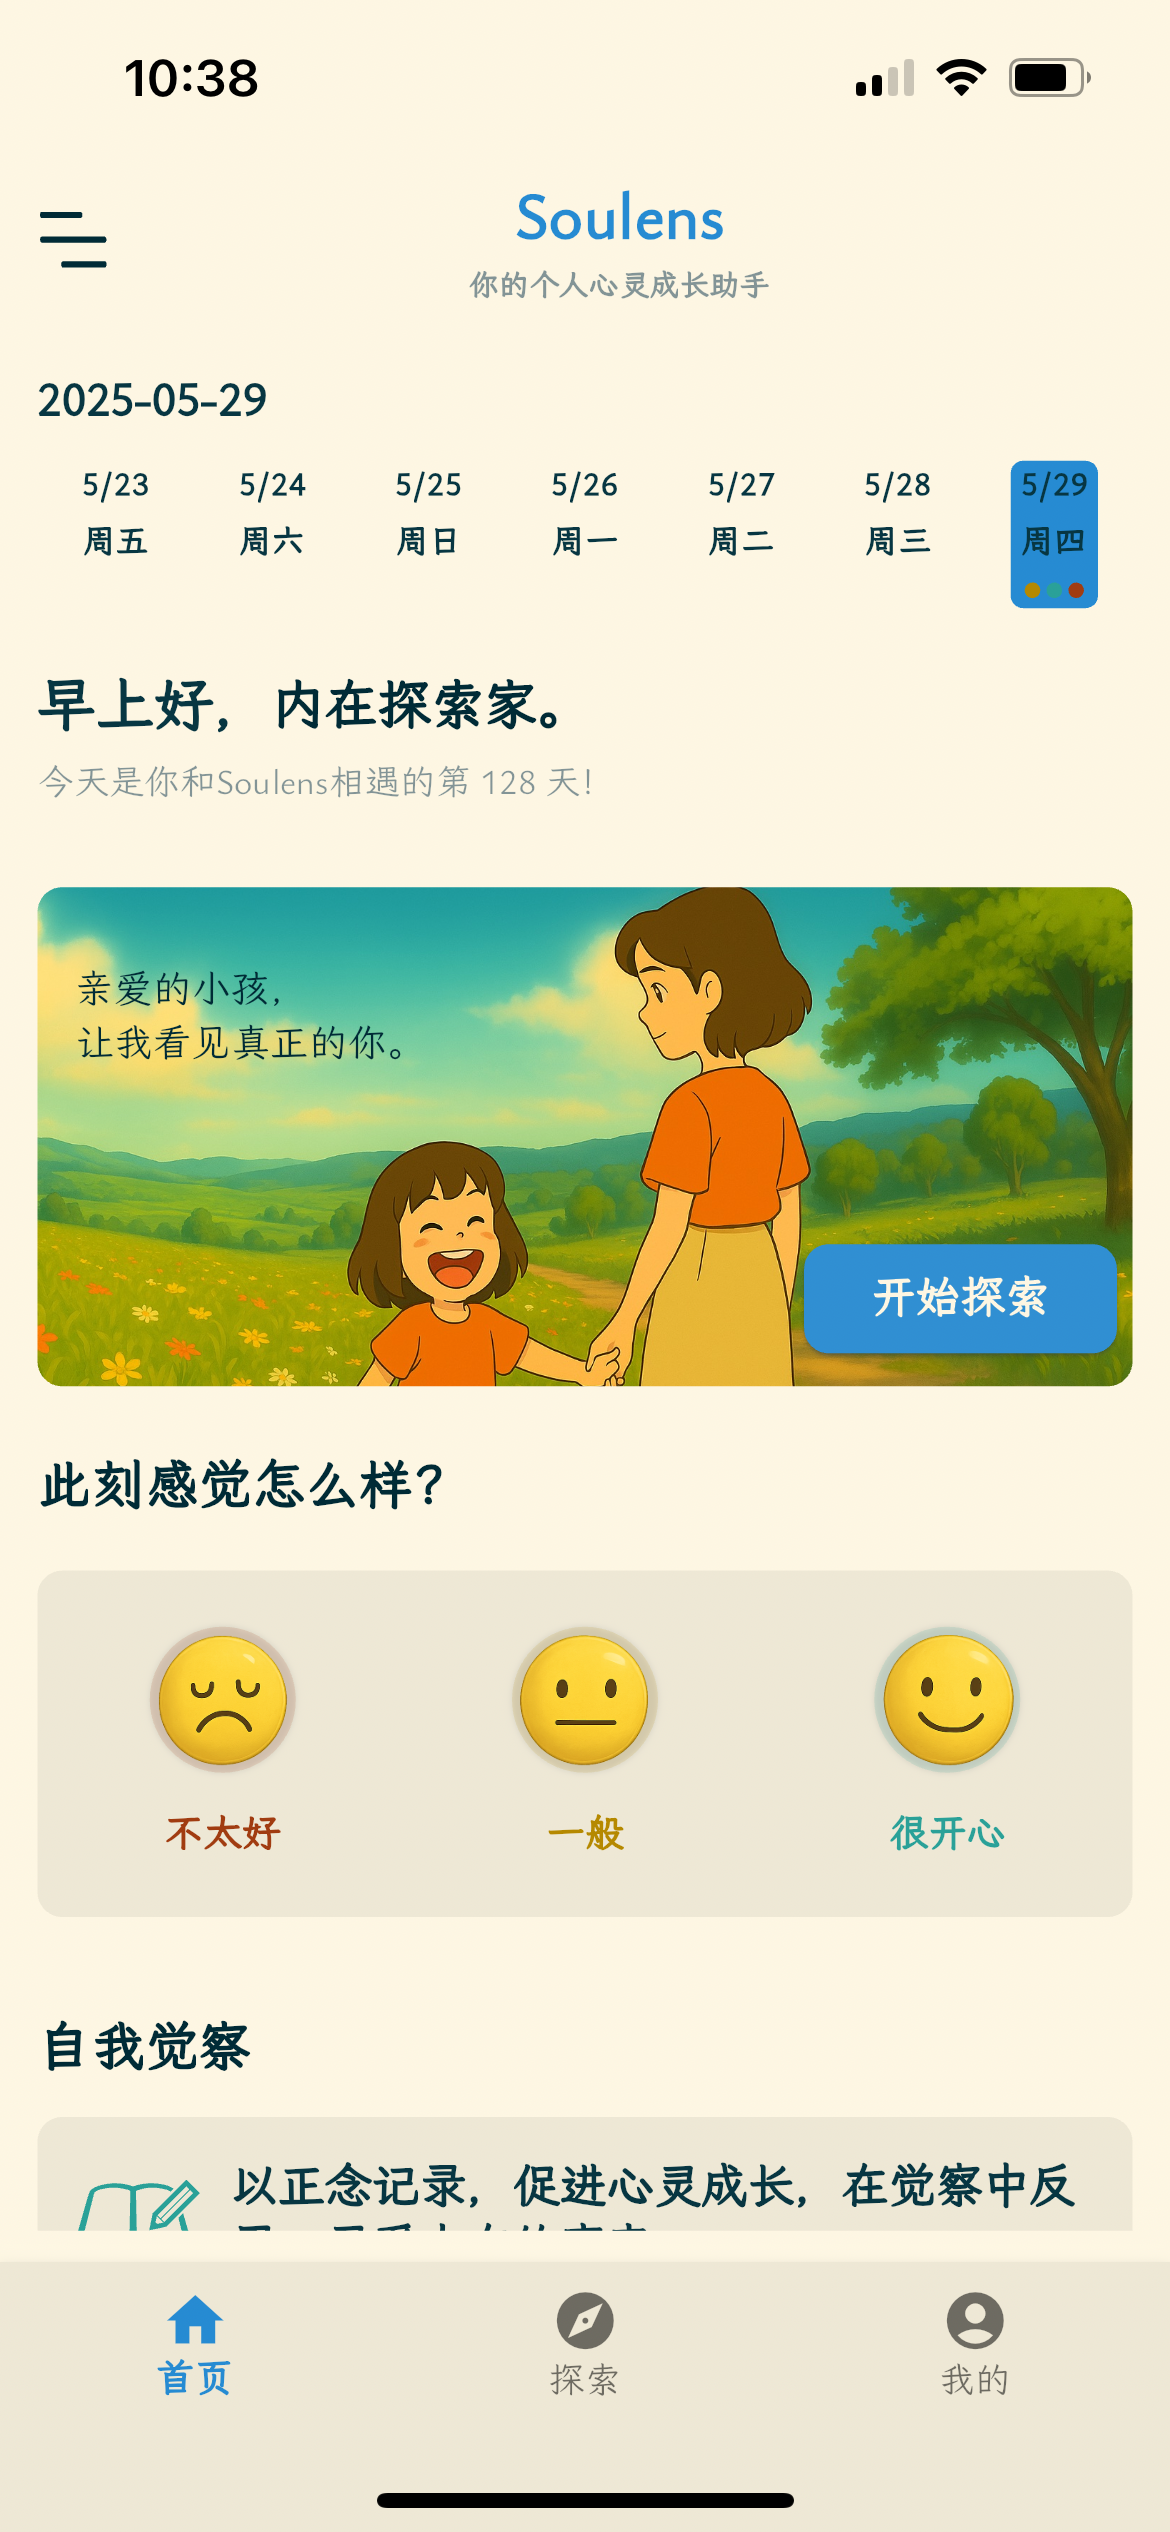 10:38
Soulens
你的个人心灵成长助手
2025-05-29
5/23 5/24 5/25 5/26 5/27 5/28 5/29
周五 周六 周日 周一 周二 周三 周四
早上好，内在探索家。
今天是你和Soulens相遇的第 128 天!
亲爱的小孩，
让我看见真正的你。
开始探索
此刻感觉怎么样？
不太好 一般 很开心
自我觉察
以正念记录，促进心灵成长，在觉察中反
首页 探索 我的